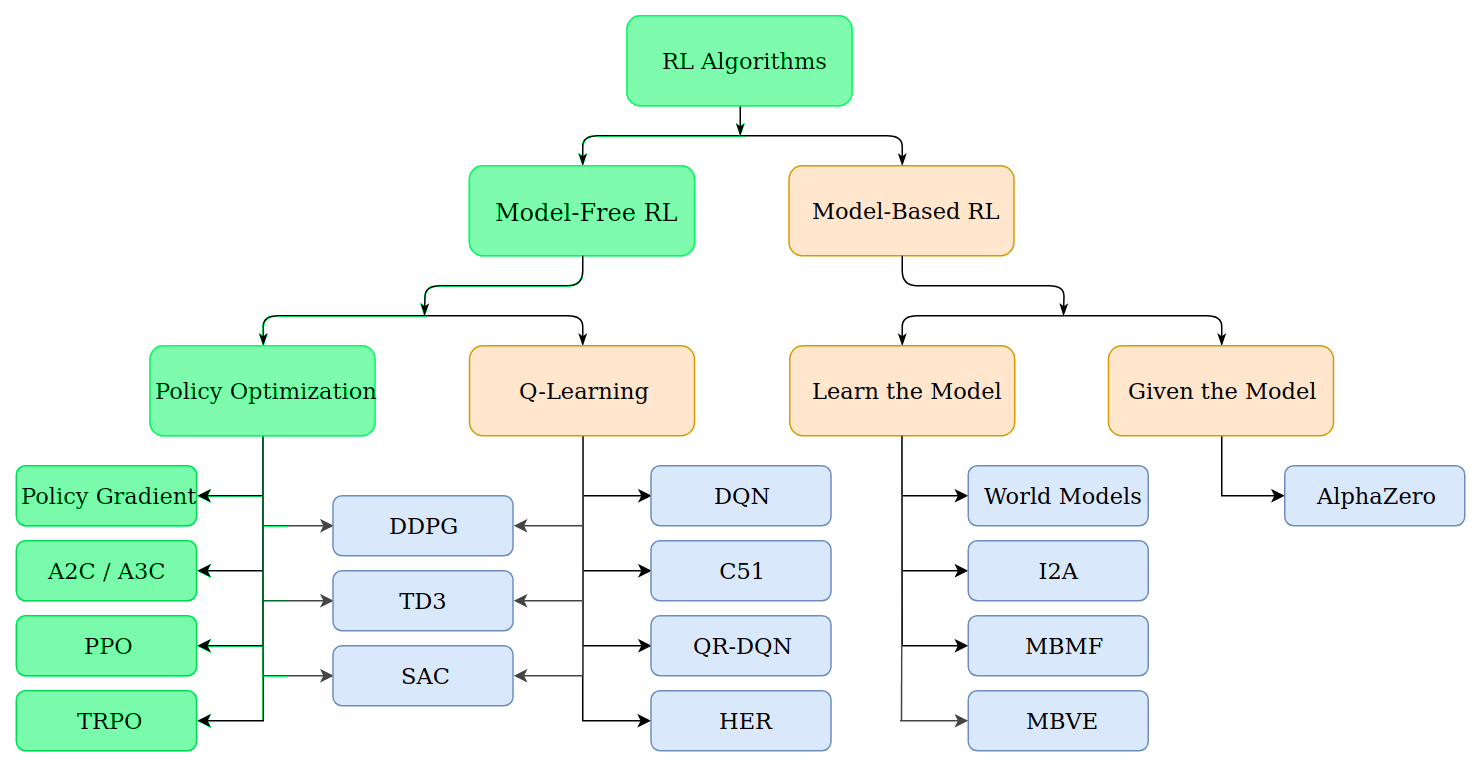 RL Algorithms
Model-Free RL
Model-Based RL
Policy Optimization
Q-Learning
Learn the Model
Given the Model
Policy Gradient
A2C / A3C
PPO
TRPO
DDPG
TD3
SAC
DQN
C51
QR-DQN
HER
World Models
I2A
MBMF
MBVE
AlphaZero